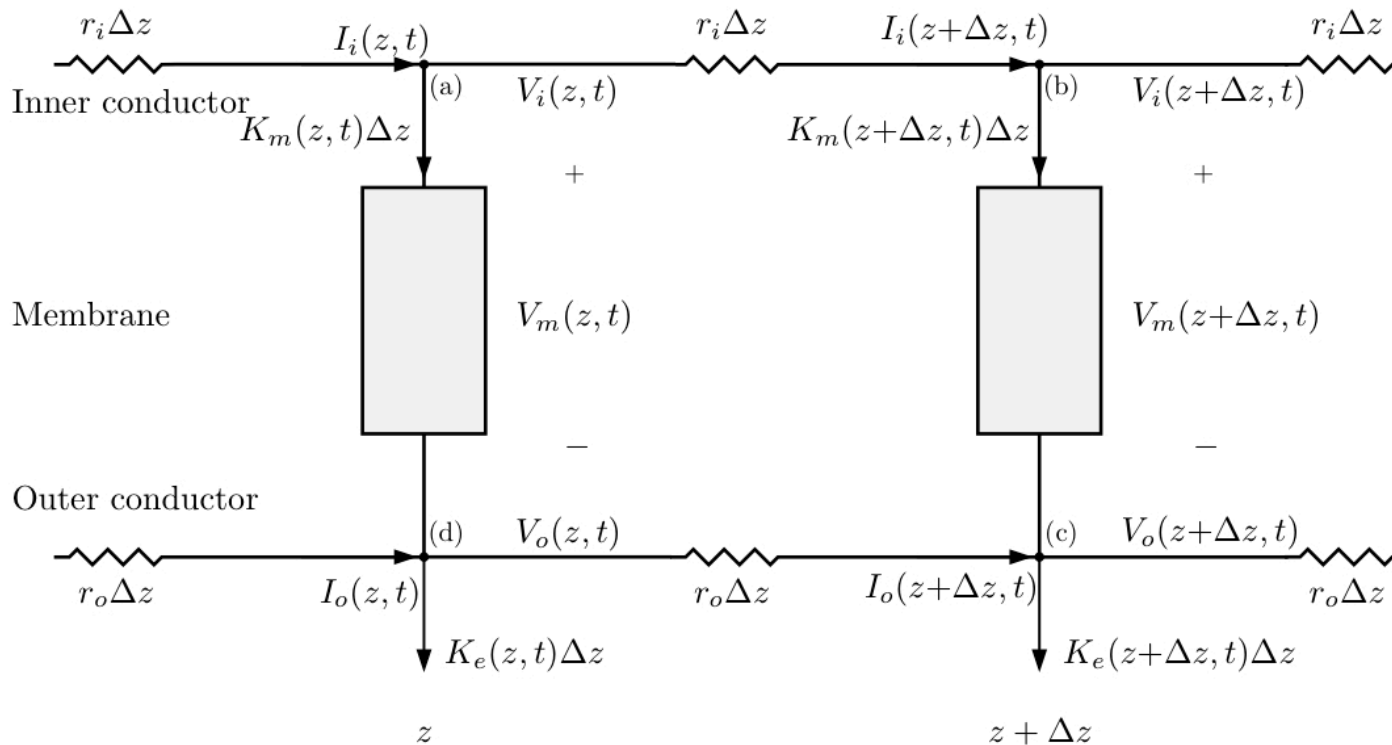 r_iΔz I_i(z, t) r_iΔz I_i(z+Δz, t) r_iΔz
(a) V_i(z, t) (b) V_i(z+Δz, t)
Inner conductor
K_m(z, t)Δz K_m(z+Δz, t)Δz
+ +
Membrane V_m(z, t) V_m(z+Δz, t)
− −
Outer conductor
(d) V_o(z, t) (c) V_o(z+Δz, t)
r_oΔz I_o(z, t) r_oΔz I_o(z+Δz, t) r_oΔz
K_e(z, t)Δz K_e(z+Δz, t)Δz
z z + Δz